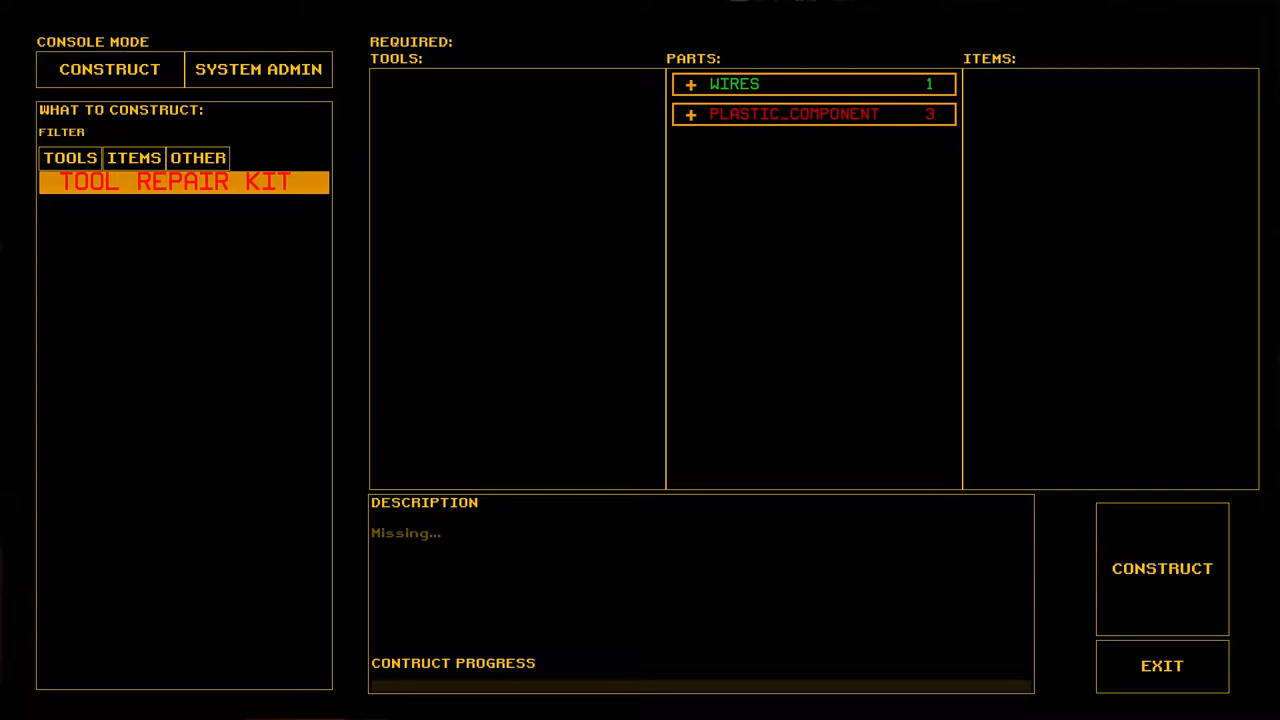 CONSOLE MODE
CONSTRUCT
SYSTEM ADMIN
WHAT TO CONSTRUCT:
FILTER
TOOLS
ITEMS
OTHER
TOOL REPAIR KIT
REQUIRED:
TOOLS:
PARTS:
+ WIRES 1
+ PLASTIC_COMPONENT 3
ITEMS:
DESCRIPTION
Missing...
CONTRUCT PROGRESS
CONSTRUCT
EXIT